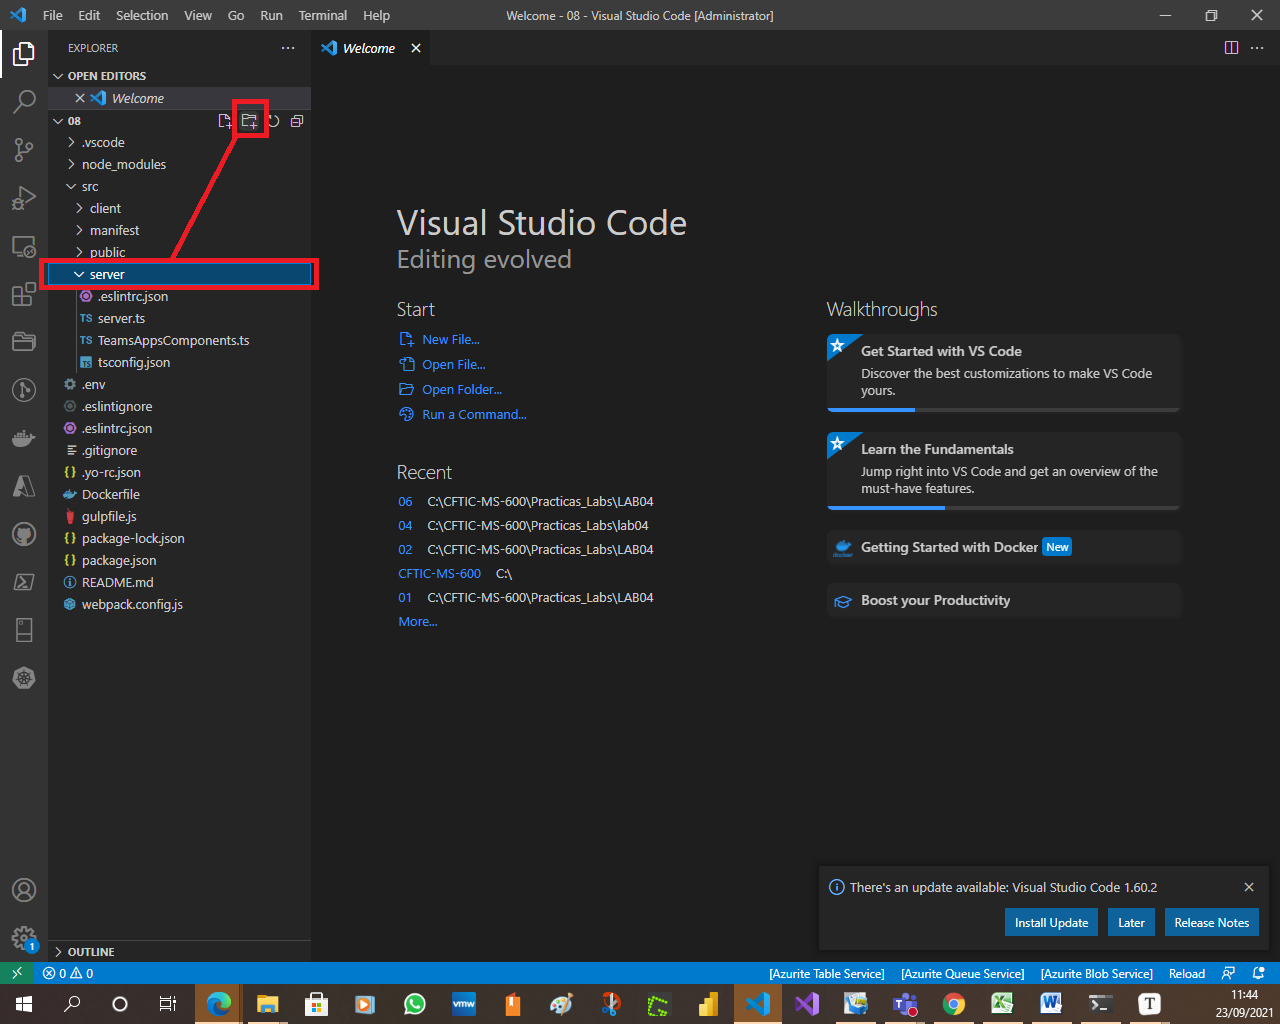 File Edit Selection View Go Run Terminal Help
Welcome - 08 - Visual Studio Code [Administrator]
EXPLORER
Welcome
OPEN EDITORS
Welcome
08
.vscode
node_modules
src
client
manifest
public
server
.eslintrc.json
TS server.ts
TS TeamsAppsComponents.ts
TS tsconfig.json
.env
.eslintignore
.eslintrc.json
.gitignore
{} .yo-rc.json
Dockerfile
gulpfile.js
{} package-lock.json
{} package.json
README.md
webpack.config.js
OUTLINE
Visual Studio Code
Editing evolved
Start
New File...
Open File...
Open Folder...
Run a Command...
Recent
06 C:\CFTIC-MS-600\Practicas_Labs\LAB04
04 C:\CFTIC-MS-600\Practicas_Labs\lab04
02 C:\CFTIC-MS-600\Practicas_Labs\LAB04
CFTIC-MS-600 C:\
01 C:\CFTIC-MS-600\Practicas_Labs\LAB04
More...
Walkthroughs
Get Started with VS Code
Discover the best customizations to make VS Code
yours.
Learn the Fundamentals
Jump right into VS Code and get an overview of the
must-have features.
docker
Getting Started with Docker New
Boost your Productivity
There's an update available: Visual Studio Code 1.60.2
Install Update Later Release Notes
1
0 0
[Azurite Table Service] [Azurite Queue Service] [Azurite Blob Service] Reload
vmw
T
11:44
23/09/2021